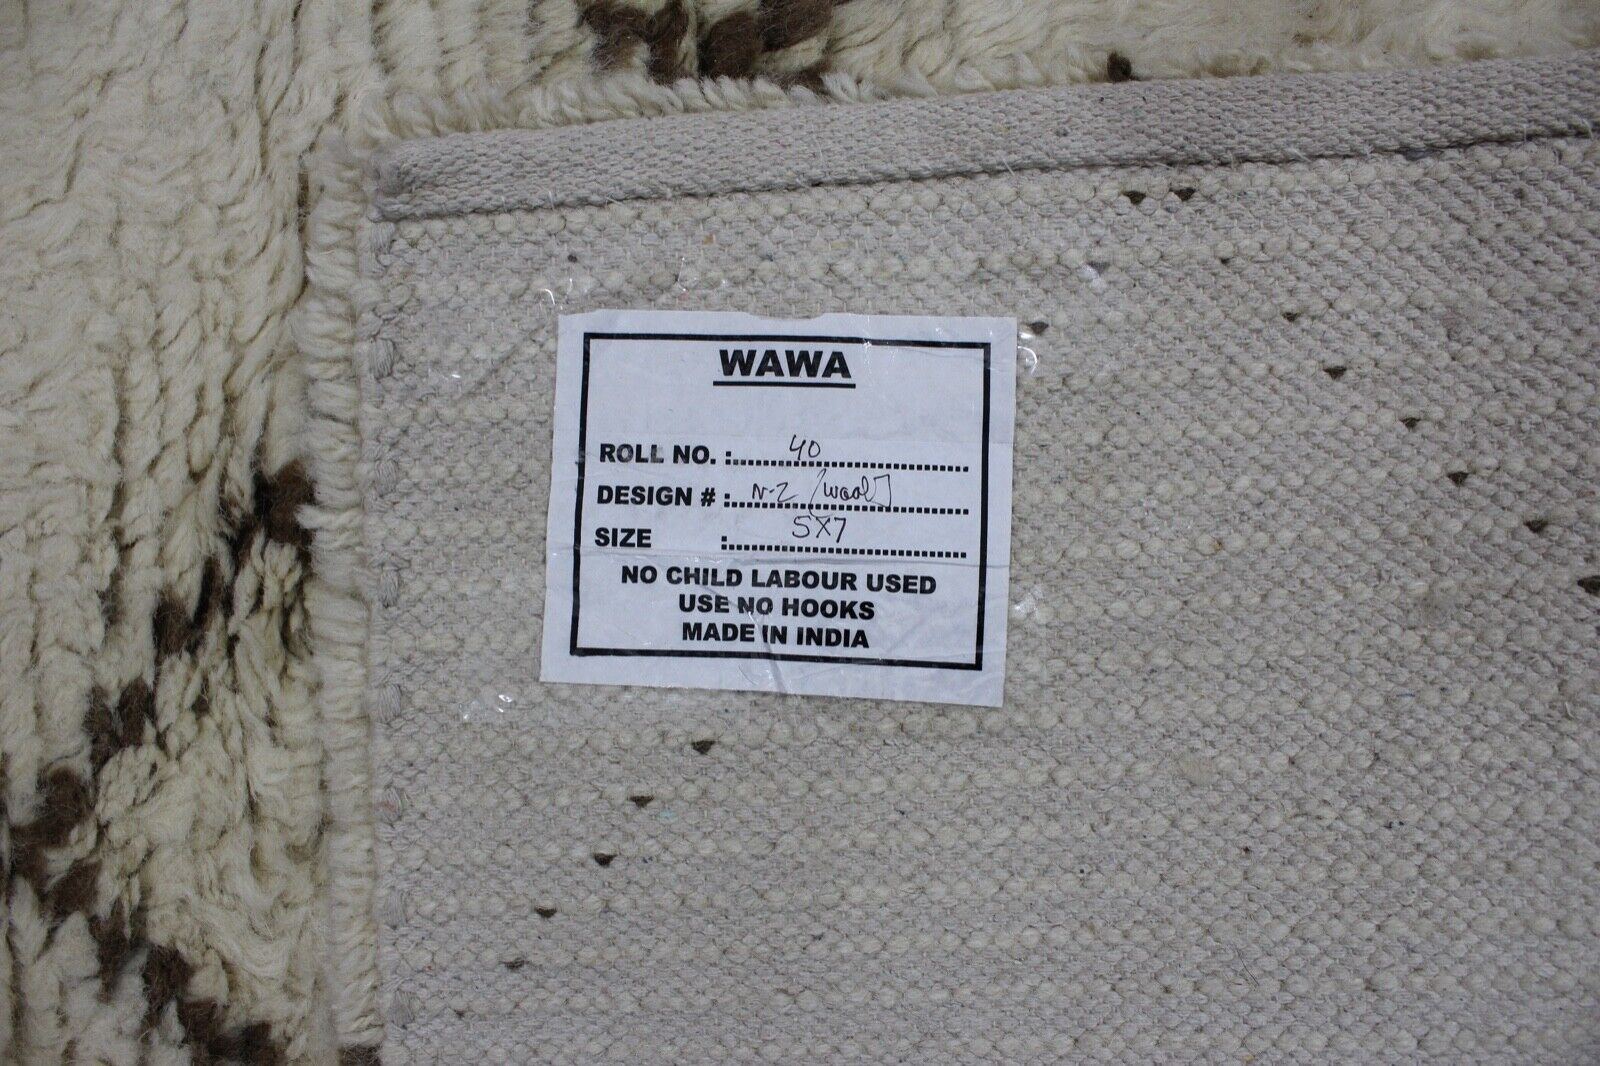 WAWA
ROLL NO. : 40
DESIGN # : N-2 [wool]
SIZE : 5X7
NO CHILD LABOUR USED
USE NO HOOKS
MADE IN INDIA